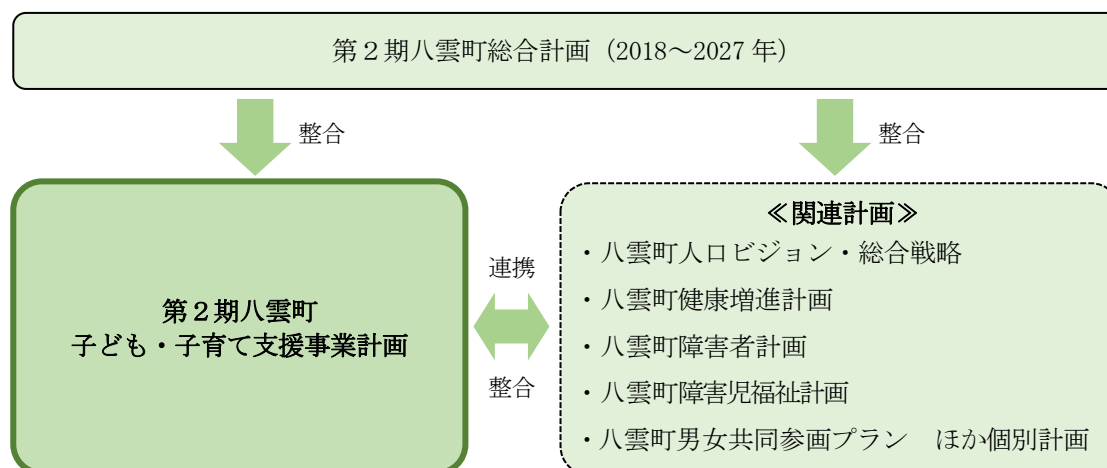 第２期八雲町総合計画（2018～2027 年）
整合
整合
第２期八雲町
子ども・子育て支援事業計画
連携
整合
≪関連計画≫
・八雲町人口ビジョン・総合戦略
・八雲町健康増進計画
・八雲町障害者計画
・八雲町障害児福祉計画
・八雲町男女共同参画プラン　ほか個別計画